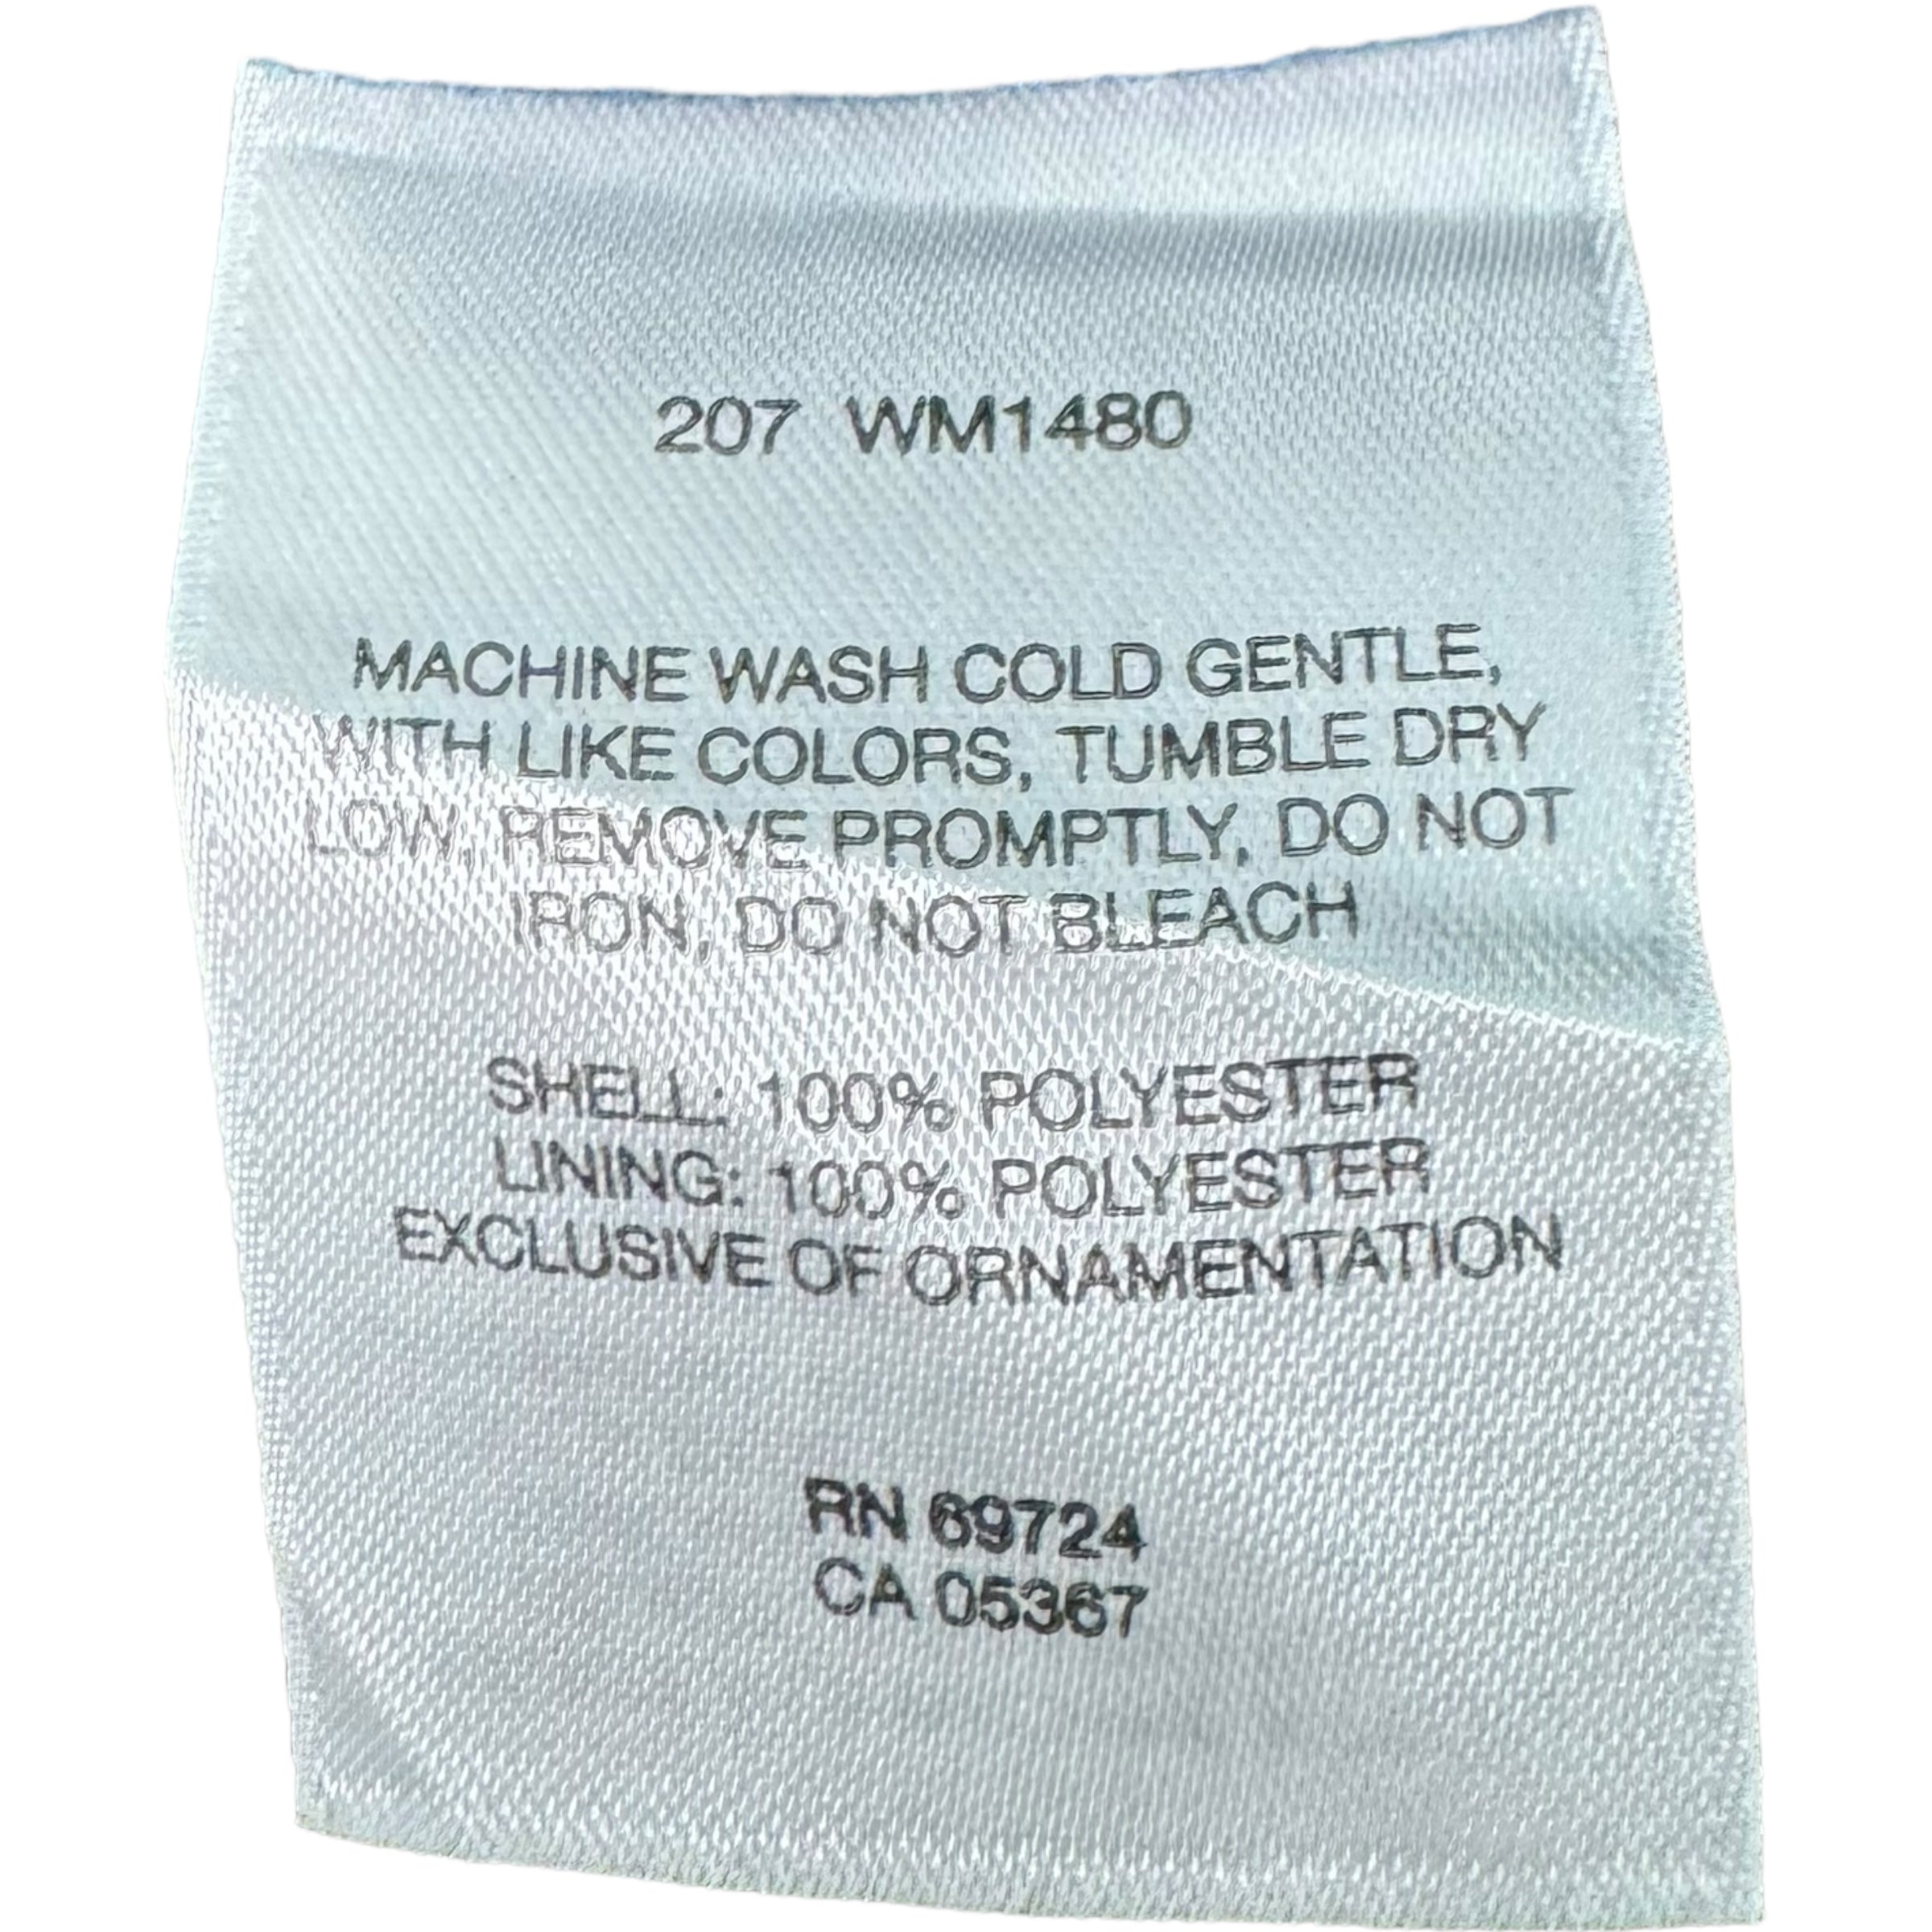 207 WM1480
MACHINE WASH COLD GENTLE,
WITH LIKE COLORS, TUMBLE DRY
LOW, REMOVE PROMPTLY, DO NOT
IRON, DO NOT BLEACH
SHELL: 100% POLYESTER
LINING: 100% POLYESTER
EXCLUSIVE OF ORNAMENTATION
RN 69724
CA 05367